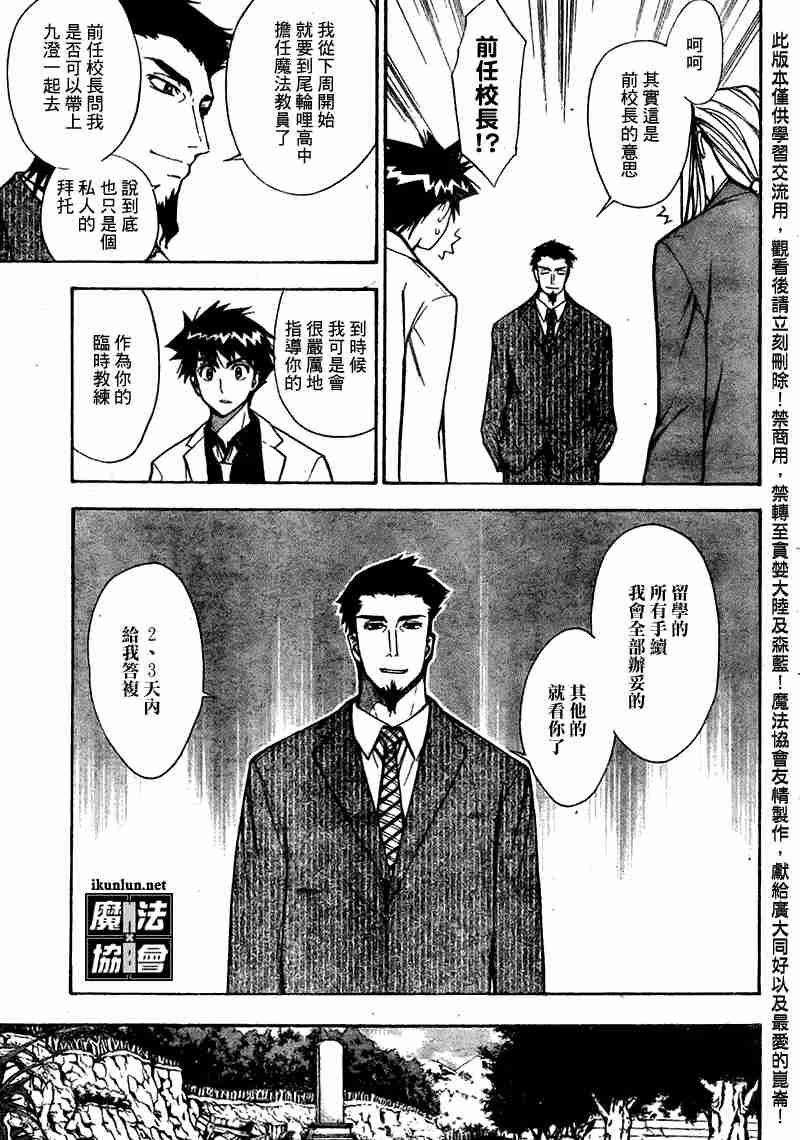 呵呵
其實這是
前校長的意思
前任校長!?
我從下周開始
就要到尾輪哩高中
擔任魔法教員了
前任校長問我
是否可以帶上
九澄一起去
說到底
也只是個
私人的
拜托
到時候
我可是會
很嚴厲地
指導你的
作為你的
臨時教練
留學的
所有手續
我會全部辦妥的
其他的
就看你了
2、3天內
給我答複
ikunlun.net
魔法
協會
此版本僅供學習交流用，觀看後請立刻刪除！禁商用，禁轉至貪婪大陸及森藍！魔法協會友情製作，獻給廣大同好以及最愛的崑崙！